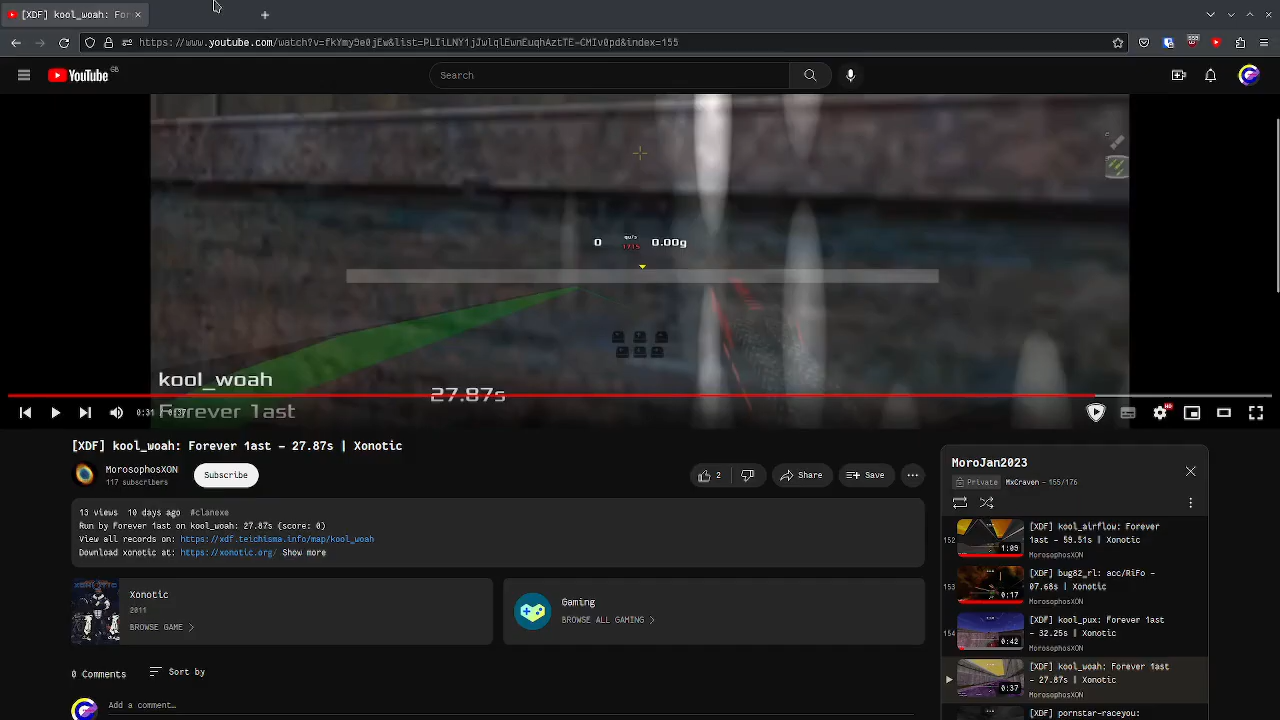 [XDF] kool_woah: For
https://www.youtube.com/watch?v=fkYmy9e0jEw&list=PLIiLNY1jJwlqlEwnEuqhAztTE-CMIv0pd&index=155
YouTube GB
Search
0 qu/s 0.00g
kool_woah
27.87s
Forever 1ast
0:31 / 0:37
HD
[XDF] kool_woah: Forever 1ast – 27.87s | Xonotic
MorosophosXON
117 subscribers
Subscribe
2
Share
Save
13 views 10 days ago #clanexe
Run by Forever 1ast on kool_woah: 27.87s (score: 0)
View all records on: https://xdf.teichisma.info/map/kool_woah
Download xonotic at: https://xonotic.org/ Show more
Xonotic
2011
BROWSE GAME
Gaming
BROWSE ALL GAMING
0 Comments
Sort by
Add a comment…
MoroJan2023
Private MxCraven – 155/176
152
1:09
[XDF] kool_airflow: Forever
1ast – 59.51s | Xonotic
MorosophosXON
153
0:17
[XDF] bug82_rl: acc/RiFo –
07.68s | Xonotic
MorosophosXON
154
0:42
[XDF] kool_pux: Forever 1ast
– 32.25s | Xonotic
MorosophosXON
0:37
[XDF] kool_woah: Forever 1ast
– 27.87s | Xonotic
MorosophosXON
[XDF] pornstar-raceyou: